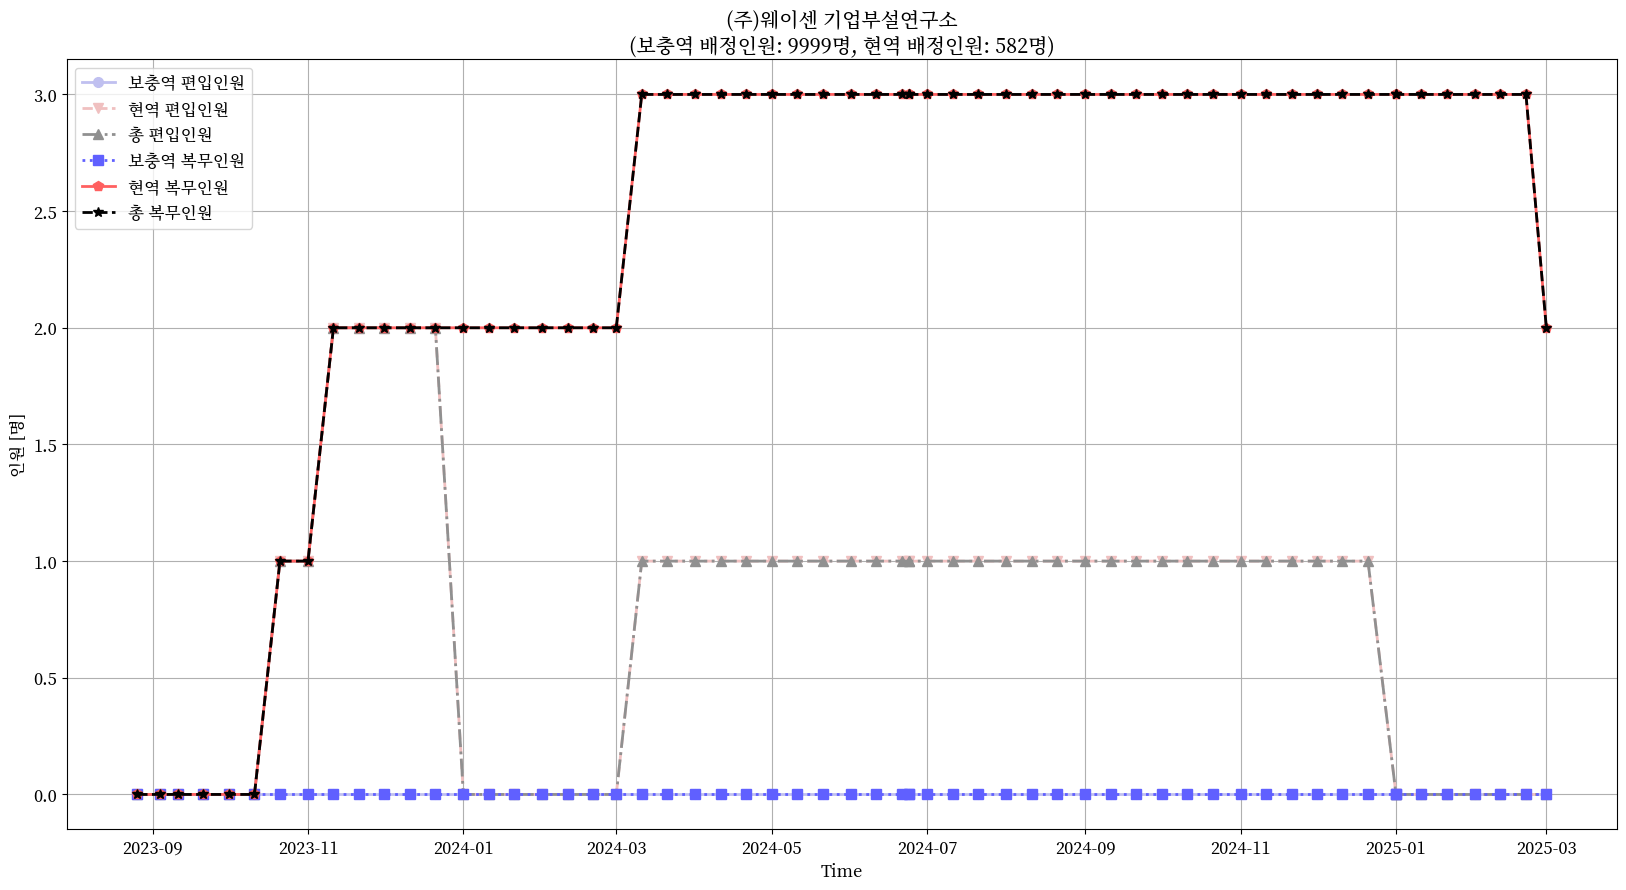 (주)웨이센 기업부설연구소
(보충역 배정인원: 9999명, 현역 배정인원: 582명)
보충역 편입인원
현역 편입인원
총 편입인원
보충역 복무인원
현역 복무인원
총 복무인원
3.0
2.5
2.0
1.5
1.0
0.5
0.0
인원 [명]
2023-09
2023-11
2024-01
2024-03
2024-05
2024-07
2024-09
2024-11
2025-01
2025-03
Time